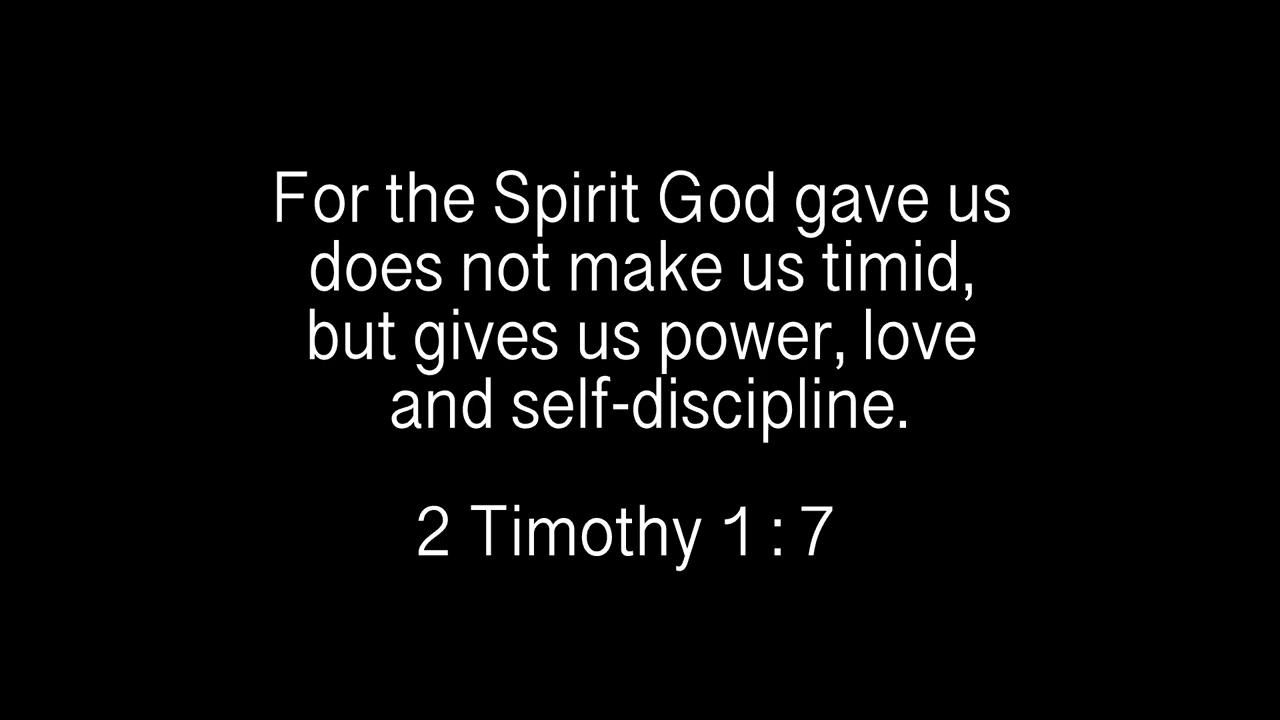 For the Spirit God gave us
does not make us timid,
but gives us power, love
and self-discipline.
2 Timothy 1 : 7